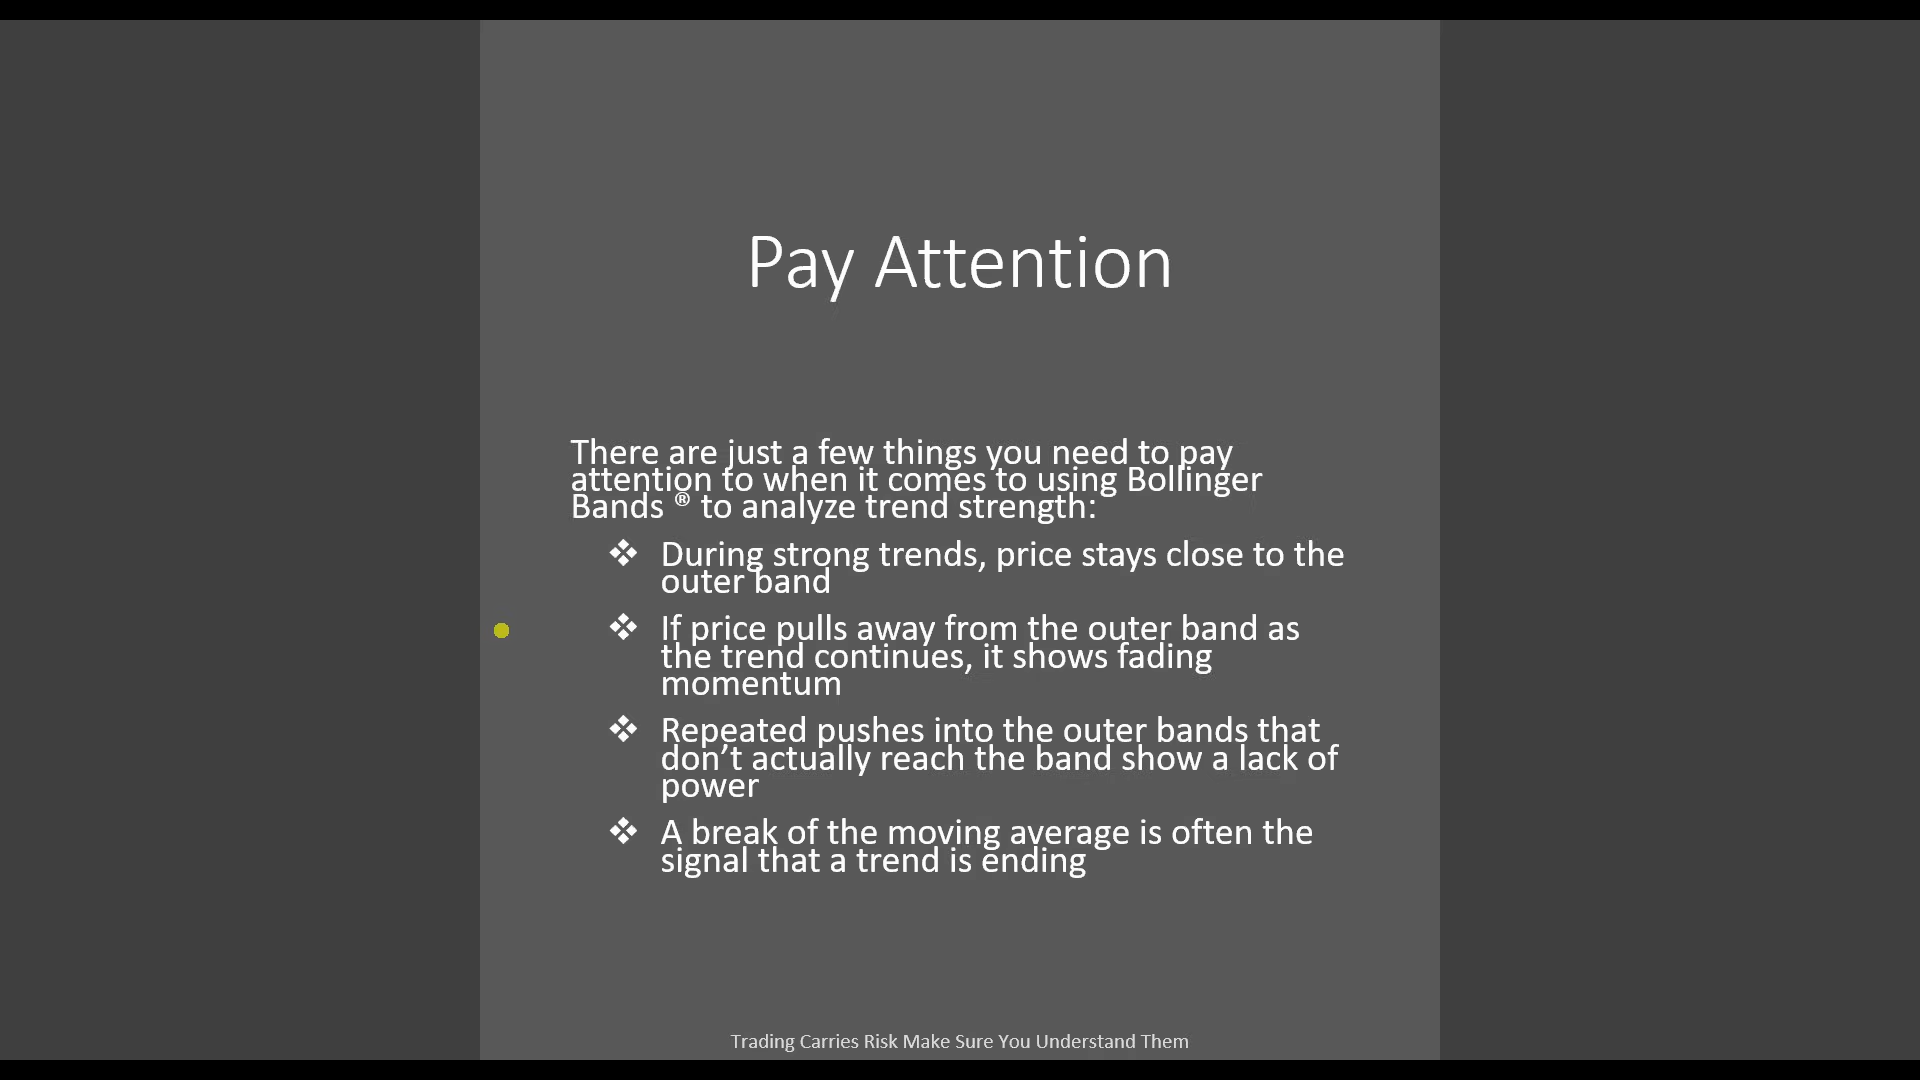 Pay Attention
There are just a few things you need to pay
attention to when it comes to using Bollinger
Bands ® to analyze trend strength:
❖ During strong trends, price stays close to the
outer band
❖ If price pulls away from the outer band as
the trend continues, it shows fading
momentum
❖ Repeated pushes into the outer bands that
don’t actually reach the band show a lack of
power
❖ A break of the moving average is often the
signal that a trend is ending
Trading Carries Risk Make Sure You Understand Them